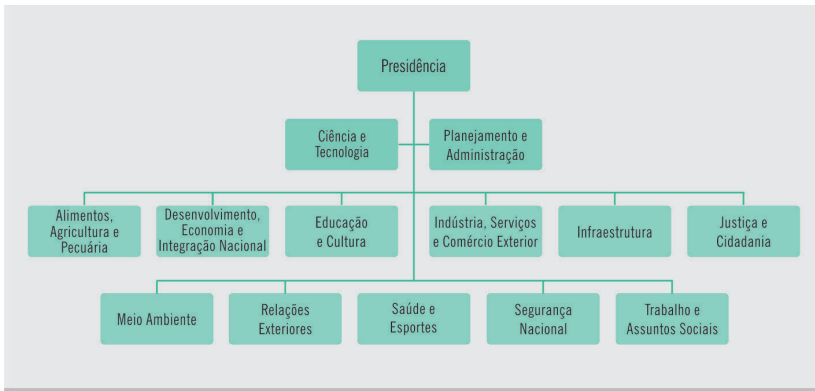 Presidência
Ciência e
Tecnologia
Planejamento e
Administração
Alimentos,
Agricultura e
Pecuária
Desenvolvimento,
Economia e
Integração Nacional
Educação
e Cultura
Indústria, Serviços
e Comércio Exterior
Infraestrutura
Justiça e
Cidadania
Meio Ambiente
Relações
Exteriores
Saúde e
Esportes
Segurança
Nacional
Trabalho e
Assuntos Sociais